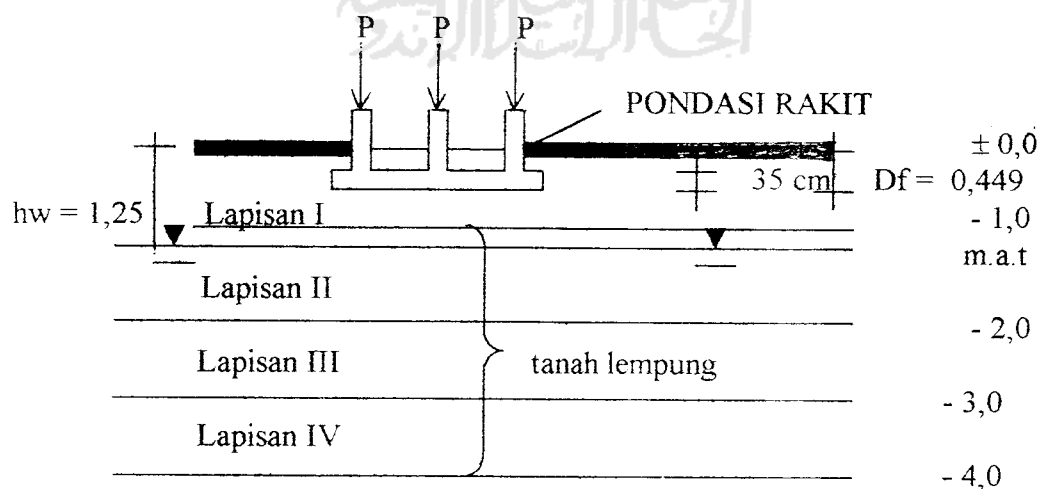 P P P
PONDASI RAKIT
± 0,0
35 cm Df = 0,449
hw = 1,25 Lapisan I - 1,0
m.a.t
Lapisan II
- 2,0
Lapisan III tanah lempung
- 3,0
Lapisan IV
- 4,0